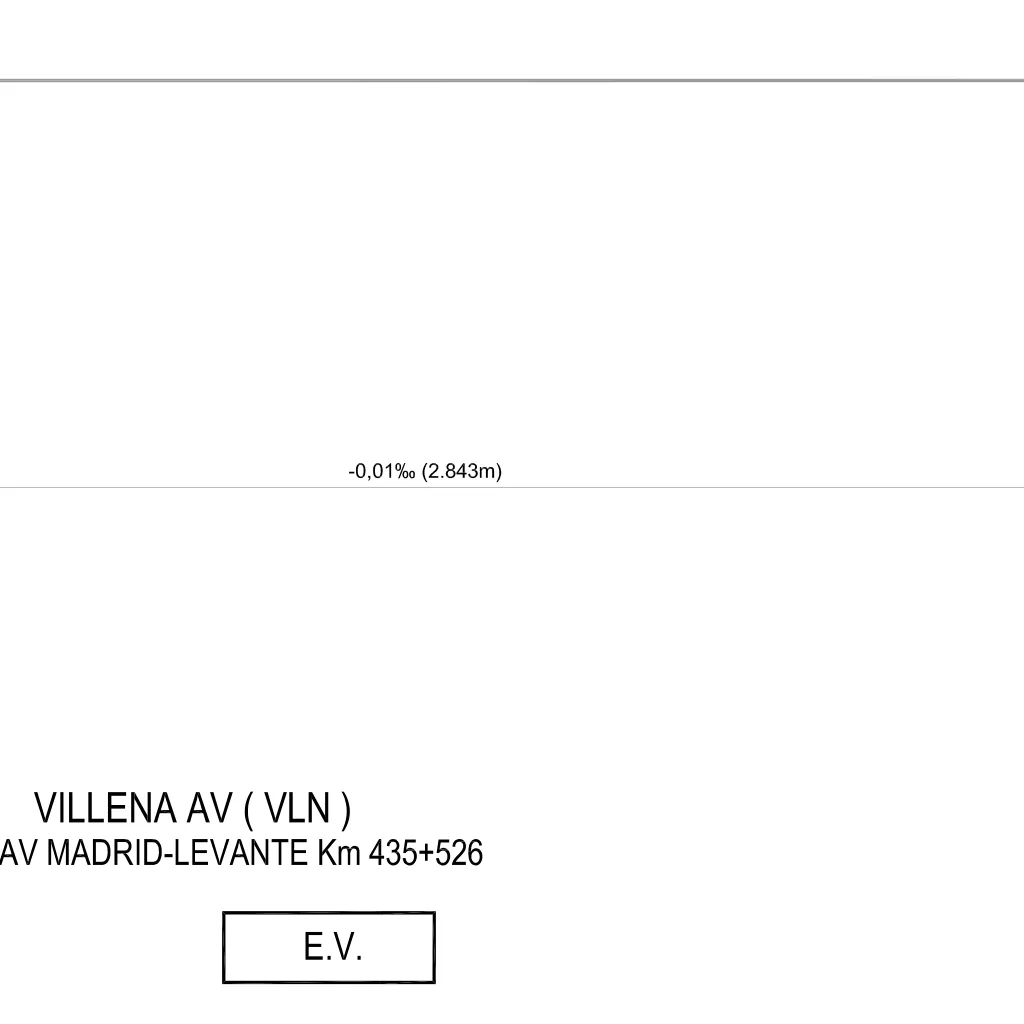 -0,01‰ (2.843m)
VILLENA AV ( VLN )
AV MADRID-LEVANTE Km 435+526
E.V.